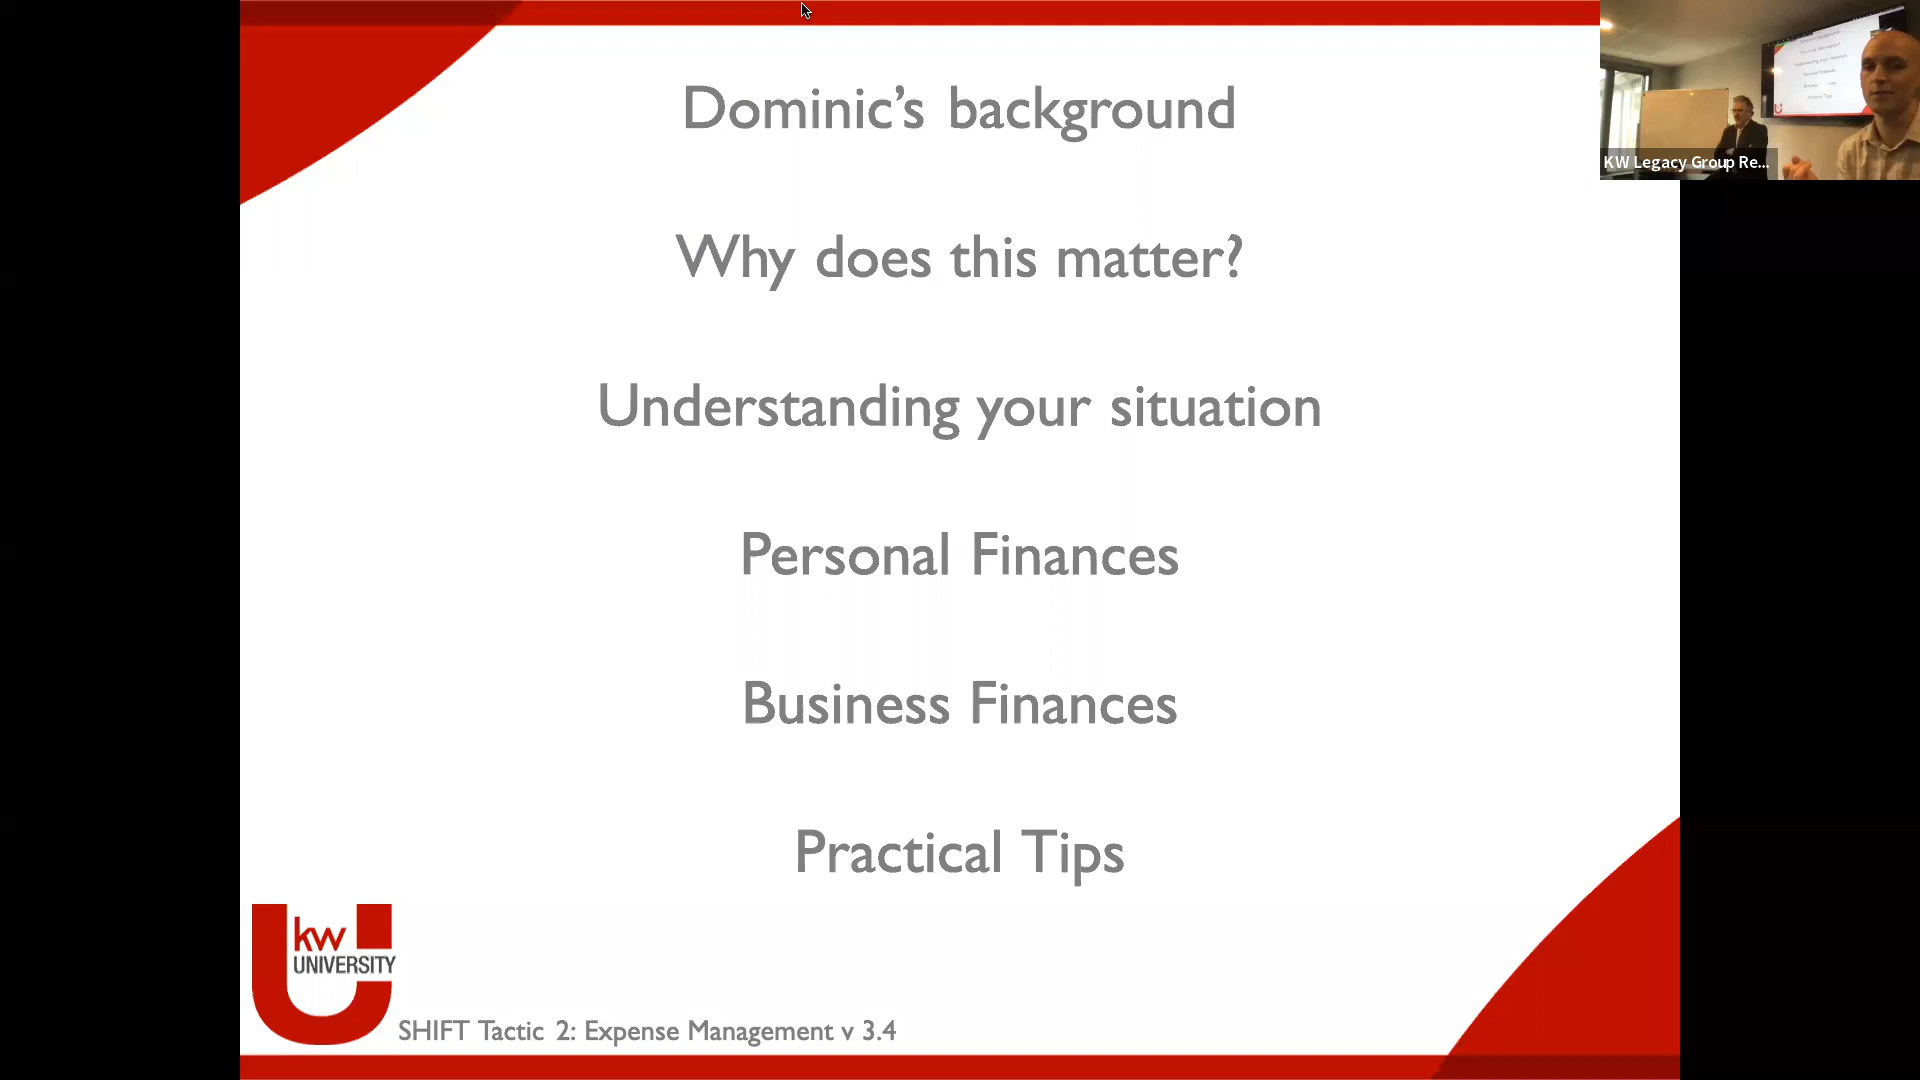 Dominic's background
Why does this matter?
Understanding your situation
Personal Finances
Business Finances
Practical Tips
kw
UNIVERSITY
SHIFT Tactic 2: Expense Management v 3.4
KW Legacy Group Re...